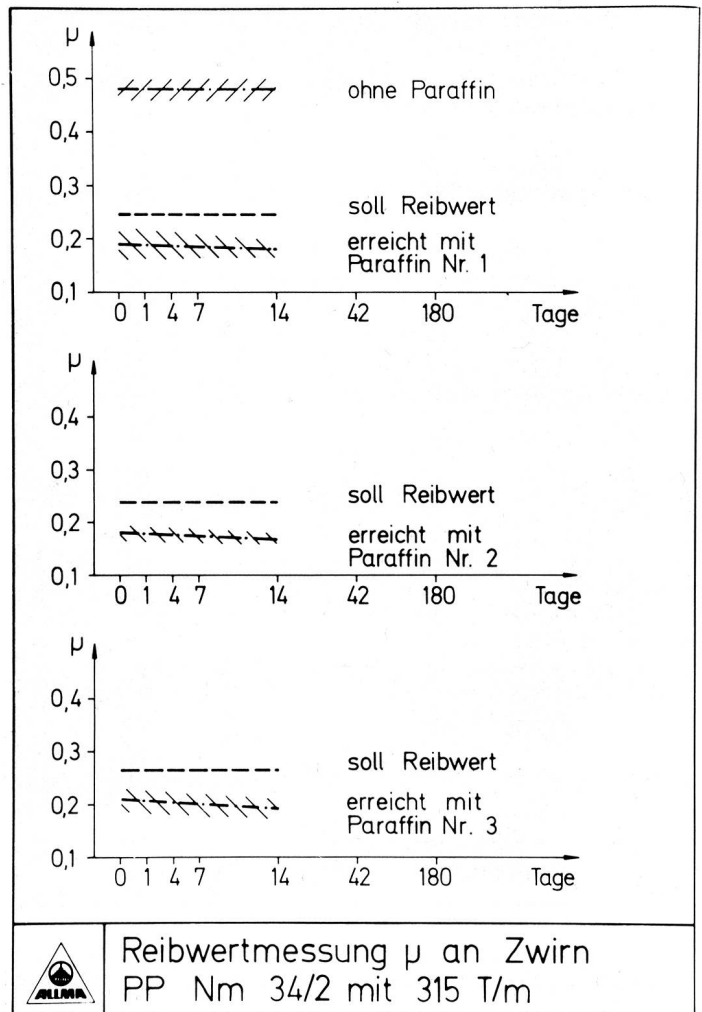 µ
0,5
ohne Paraffin
0,4
0,3
soll Reibwert
0,2
erreicht mit
Paraffin Nr. 1
0,1
0 1 4 7 14 42 180 Tage
µ
0,4
0,3
soll Reibwert
0,2
erreicht mit
Paraffin Nr. 2
0,1
0 1 4 7 14 42 180 Tage
µ
0,4
0,3
soll Reibwert
0,2
erreicht mit
Paraffin Nr. 3
0,1
0 1 4 7 14 42 180 Tage
ALLMA
Reibwertmessung µ an Zwirn
PP Nm 34/2 mit 315 T/m